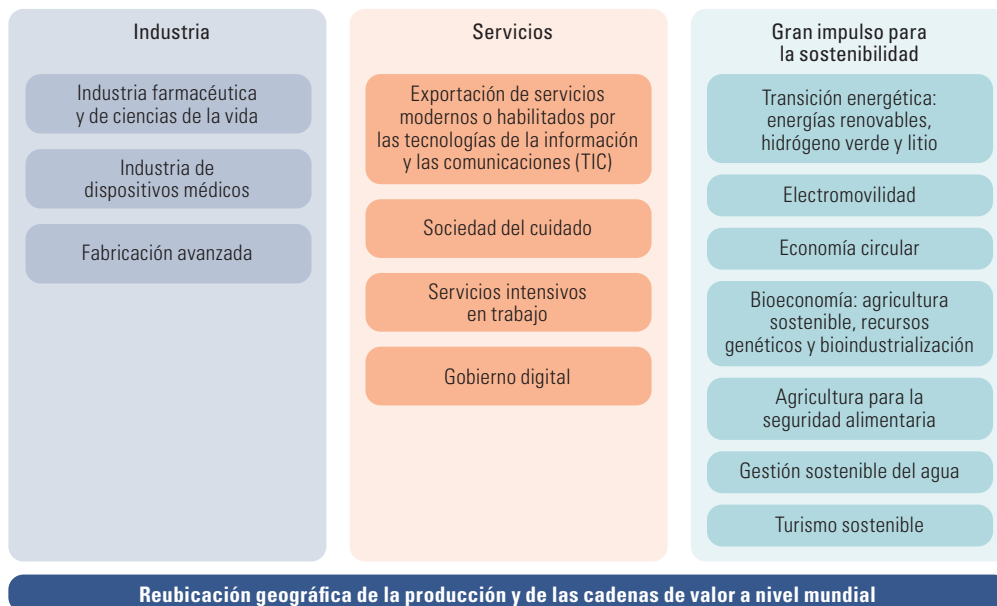 Industria
Industria farmacéutica
y de ciencias de la vida
Industria de
dispositivos médicos
Fabricación avanzada
Servicios
Exportación de servicios
modernos o habilitados por
las tecnologías de la información
y las comunicaciones (TIC)
Sociedad del cuidado
Servicios intensivos
en trabajo
Gobierno digital
Gran impulso para
la sostenibilidad
Transición energética:
energías renovables,
hidrógeno verde y litio
Electromovilidad
Economía circular
Bioeconomía: agricultura
sostenible, recursos
genéticos y bioindustrialización
Agricultura para la
seguridad alimentaria
Gestión sostenible del agua
Turismo sostenible
Reubicación geográfica de la producción y de las cadenas de valor a nivel mundial